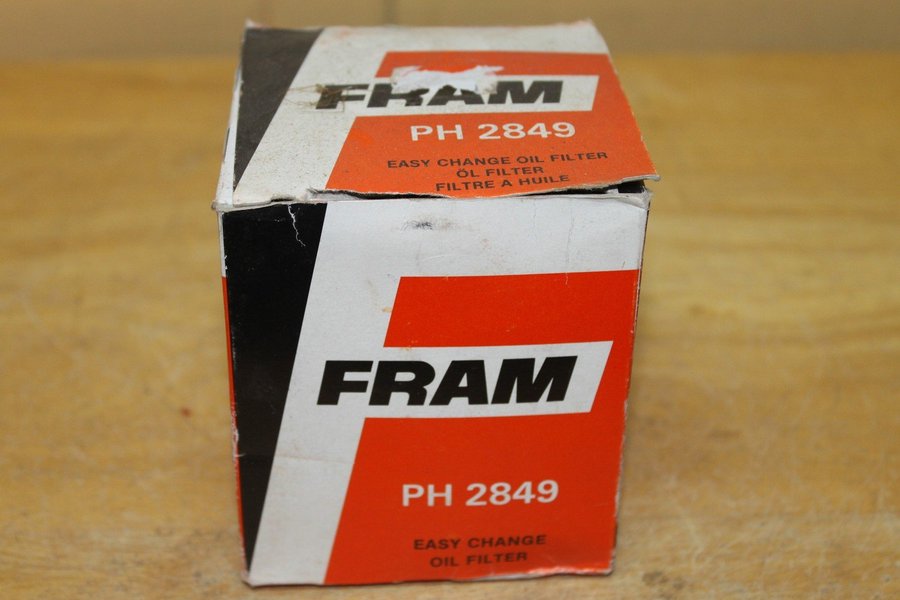 FRAM
PH 2849
EASY CHANGE OIL FILTER
ÖL FILTER
FILTRE A HUILE
FRAM
PH 2849
EASY CHANGE
OIL FILTER